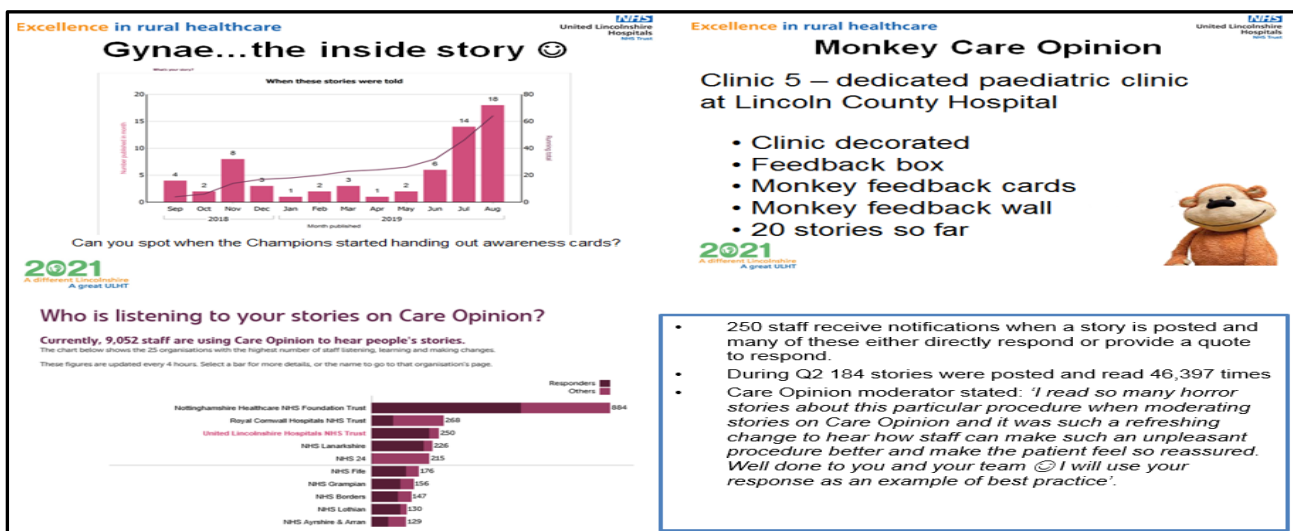 Excellence in rural healthcare
NHS
United Lincolnshire
Hospitals
NHS Trust
Gynae...the inside story ☺
What's your story?
When these stories were told
Number published in month
20
15
10
5
0
80
60
40
20
0
Running total
4
2
8
3
1
2
3
1
2
6
14
18
Sep
Oct
Nov
Dec
Jan
Feb
Mar
Apr
May
Jun
Jul
Aug
2018
2019
Month published
Can you spot when the Champions started handing out awareness cards?
2021
A different Lincolnshire
A great ULHT
Excellence in rural healthcare
NHS
United Lincolnshire
Hospitals
NHS Trust
Monkey Care Opinion
Clinic 5 – dedicated paediatric clinic
at Lincoln County Hospital
• Clinic decorated
• Feedback box
• Monkey feedback cards
• Monkey feedback wall
• 20 stories so far
2021
A different Lincolnshire
A great ULHT
Who is listening to your stories on Care Opinion?
Currently, 9,052 staff are using Care Opinion to hear people's stories.
The chart below shows the 25 organisations with the highest number of staff listening, learning and making changes.
These figures are updated every 4 hours. Select a bar for more details, or the name to go to that organisation's page.
Responders
Others
Nottinghamshire Healthcare NHS Foundation Trust 884
Royal Cornwall Hospitals NHS Trust 268
United Lincolnshire Hospitals NHS Trust 250
NHS Lanarkshire 226
NHS 24 215
NHS Fife 176
NHS Grampian 156
NHS Borders 147
NHS Lothian 130
NHS Ayrshire & Arran 129
• 250 staff receive notifications when a story is posted and
many of these either directly respond or provide a quote
to respond.
• During Q2 184 stories were posted and read 46,397 times
• Care Opinion moderator stated: 'I read so many horror
stories about this particular procedure when moderating
stories on Care Opinion and it was such a refreshing
change to hear how staff can make such an unpleasant
procedure better and make the patient feel so reassured.
Well done to you and your team ☺ I will use your
response as an example of best practice'.